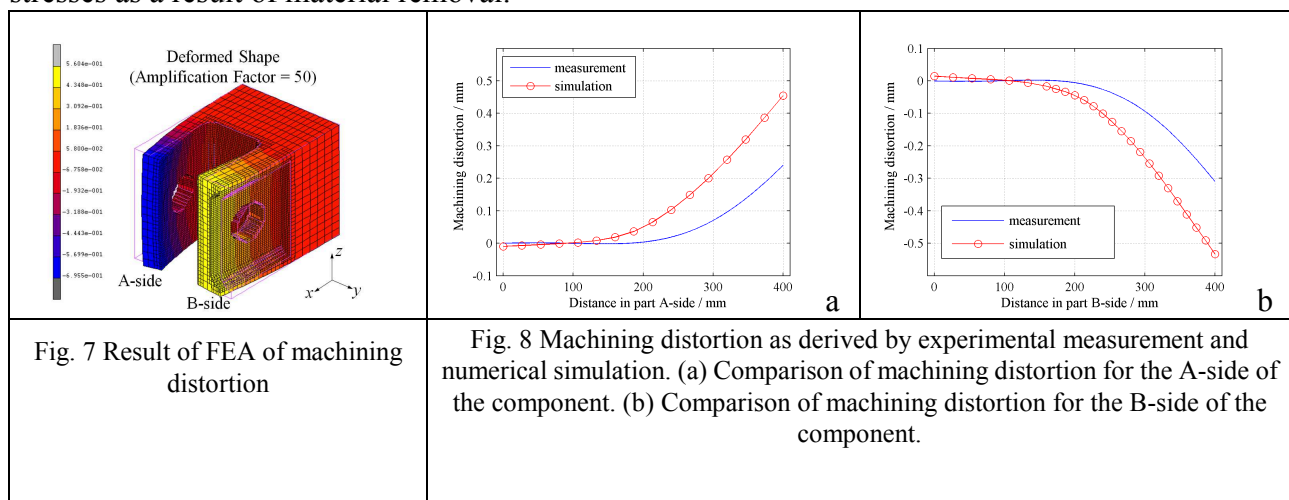 stresses as a result of material removal.
Deformed Shape
(Amplification Factor = 50)
5.604e-001
4.348e-001
3.092e-001
1.836e-001
5.800e-002
-6.758e-002
-1.932e-001
-3.188e-001
-4.443e-001
-5.699e-001
-6.955e-001
A-side
B-side
x
y
z
measurement
simulation
0.5
0.4
0.3
0.2
0.1
0
-0.1
Machining distortion / mm
0 100 200 300 400
Distance in part A-side / mm
a
0.1
0
-0.1
-0.2
-0.3
-0.4
-0.5
Machining distortion / mm
measurement
simulation
0 100 200 300 400
Distance in part B-side / mm
b
Fig. 7 Result of FEA of machining
distortion
Fig. 8 Machining distortion as derived by experimental measurement and
numerical simulation. (a) Comparison of machining distortion for the A-side of
the component. (b) Comparison of machining distortion for the B-side of the
component.